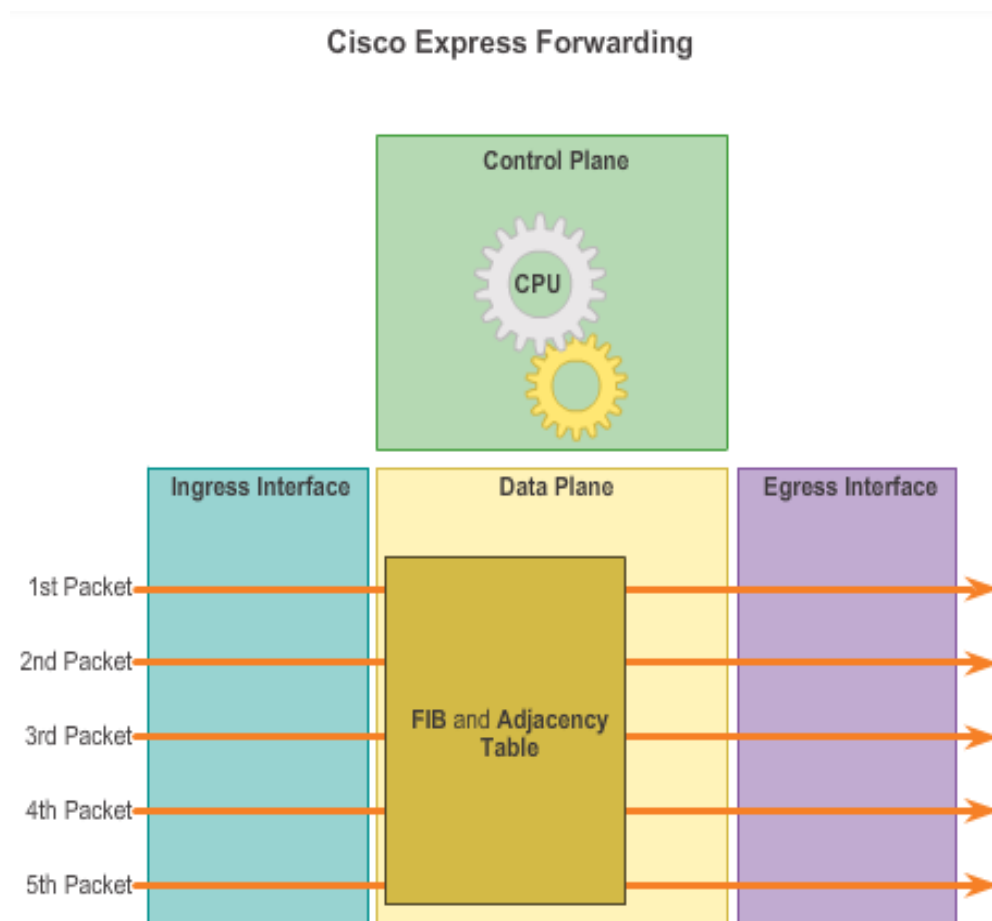 Cisco Express Forwarding
Control Plane
CPU
Ingress Interface
Data Plane
Egress Interface
1st Packet
2nd Packet
3rd Packet
4th Packet
5th Packet
FIB and Adjacency
Table